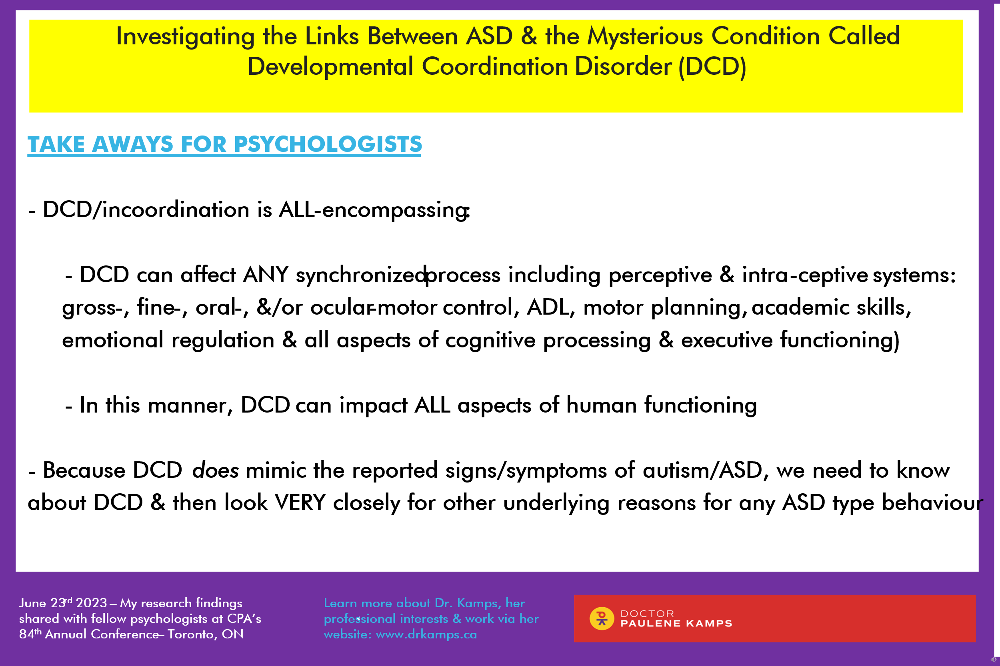 Investigating the Links Between ASD & the Mysterious Condition Called
Developmental Coordination Disorder (DCD)
TAKE AWAYS FOR PSYCHOLOGISTS
- DCD/incoordination is ALL-encompassing:
- DCD can affect ANY synchronized process including perceptive & intra-ceptive systems:
gross-, fine-, oral-, &/or ocular-motor control, ADL, motor planning, academic skills,
emotional regulation & all aspects of cognitive processing & executive functioning)
- In this manner, DCD can impact ALL aspects of human functioning
- Because DCD does mimic the reported signs/symptoms of autism/ASD, we need to know
about DCD & then look VERY closely for other underlying reasons for any ASD type behaviour
June 23rd 2023 – My research findings
shared with fellow psychologists at CPA's
84th Annual Conference – Toronto, ON
Learn more about Dr. Kamps, her
professional interests & work via her
website: www.drkamps.ca
DOCTOR
PAULENE KAMPS